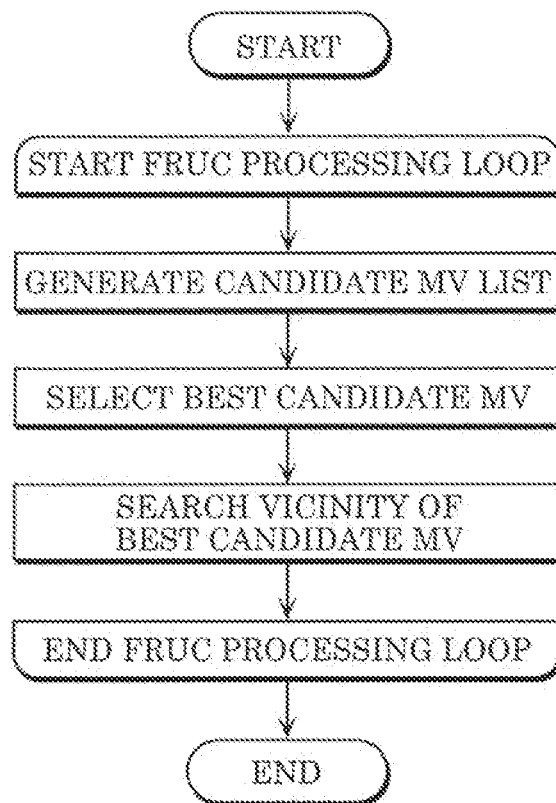 START
START FRUC PROCESSING LOOP
GENERATE CANDIDATE MV LIST
SELECT BEST CANDIDATE MV
SEARCH VICINITY OF
BEST CANDIDATE MV
END FRUC PROCESSING LOOP
END